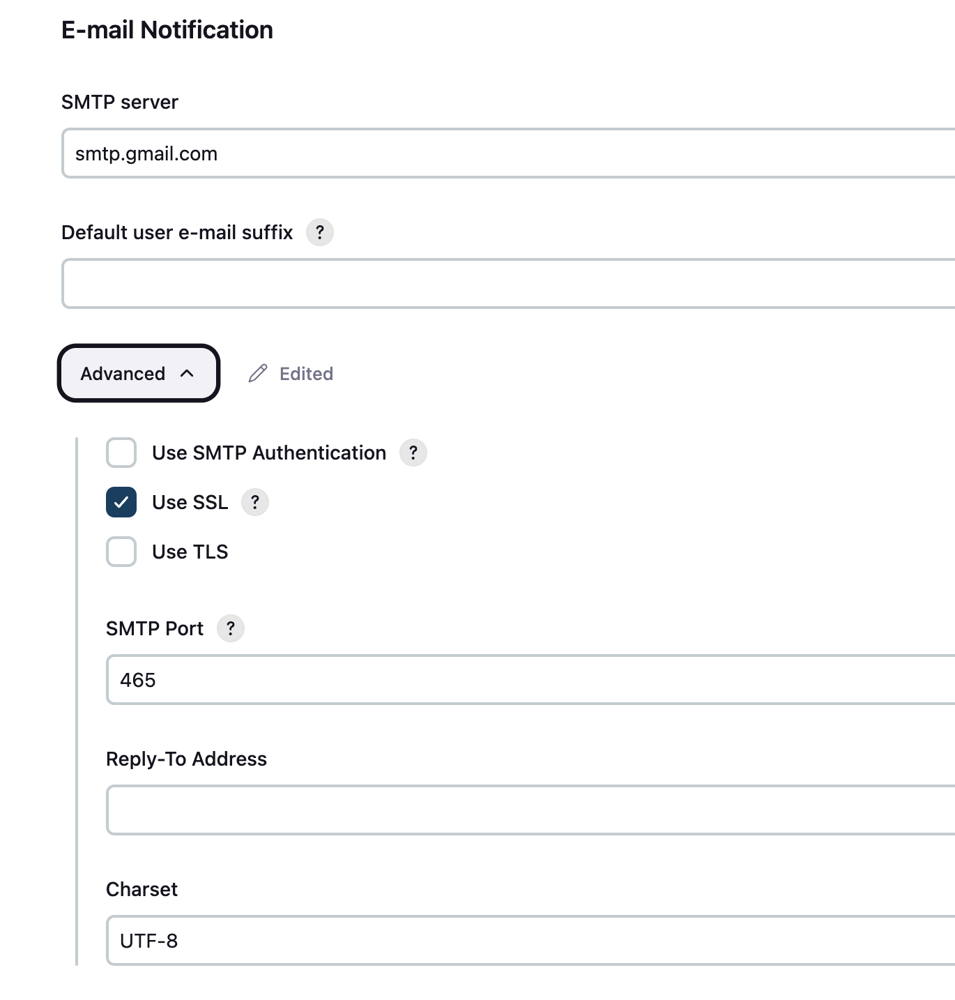 E-mail Notification
SMTP server
smtp.gmail.com
Default user e-mail suffix ?
Advanced Edited
Use SMTP Authentication ?
Use SSL ?
Use TLS
SMTP Port ?
465
Reply-To Address
Charset
UTF-8